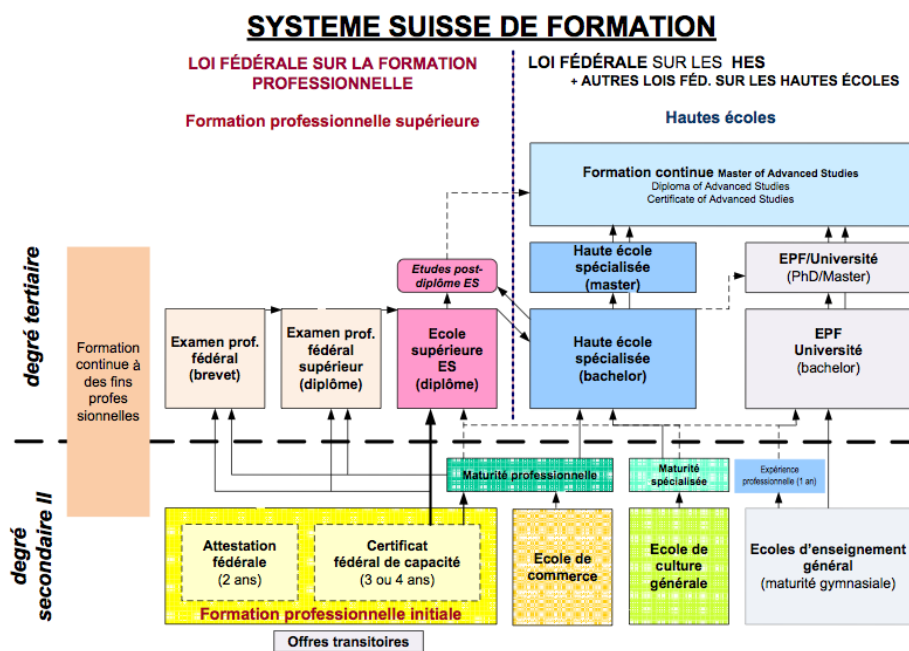 SYSTEME SUISSE DE FORMATION
LOI FÉDÉRALE SUR LA FORMATION
PROFESSIONNELLE
LOI FÉDÉRALE SUR LES HES
+ AUTRES LOIS FÉD. SUR LES HAUTES ÉCOLES
Formation professionnelle supérieure
Hautes écoles
degré tertiaire
Formation continue Master of Advanced Studies
Diploma of Advanced Studies
Certificate of Advanced Studies
Etudes post-
diplôme ES
Haute école
spécialisée
(master)
EPF/Université
(PhD/Master)
Formation
continue à
des fins
profes
sionnelles
Examen prof.
fédéral
(brevet)
Examen prof.
fédéral
supérieur
(diplôme)
Ecole
supérieure
ES
(diplôme)
Haute école
spécialisée
(bachelor)
EPF
Université
(bachelor)
degré
secondaire II
Maturité professionnelle
Maturité
spécialisée
Expérience
professionnelle (1 an)
Attestation
fédérale
(2 ans)
Certificat
fédéral de capacité
(3 ou 4 ans)
Formation professionnelle initiale
Ecole de
commerce
Ecole de
culture
générale
Ecoles d'enseignement
général
(maturité gymnasiale)
Offres transitoires